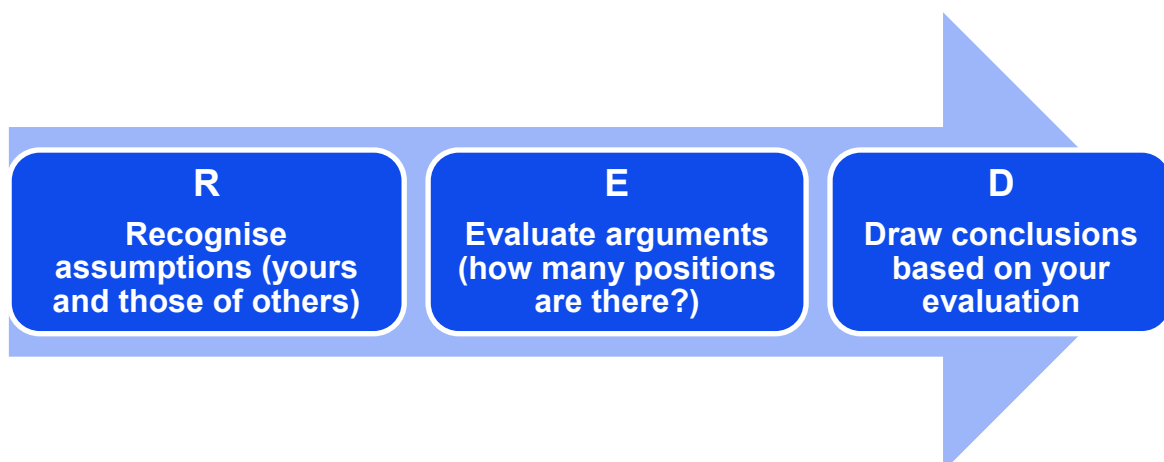 R
Recognise
assumptions (yours
and those of others)
E
Evaluate arguments
(how many positions
are there?)
D
Draw conclusions
based on your
evaluation